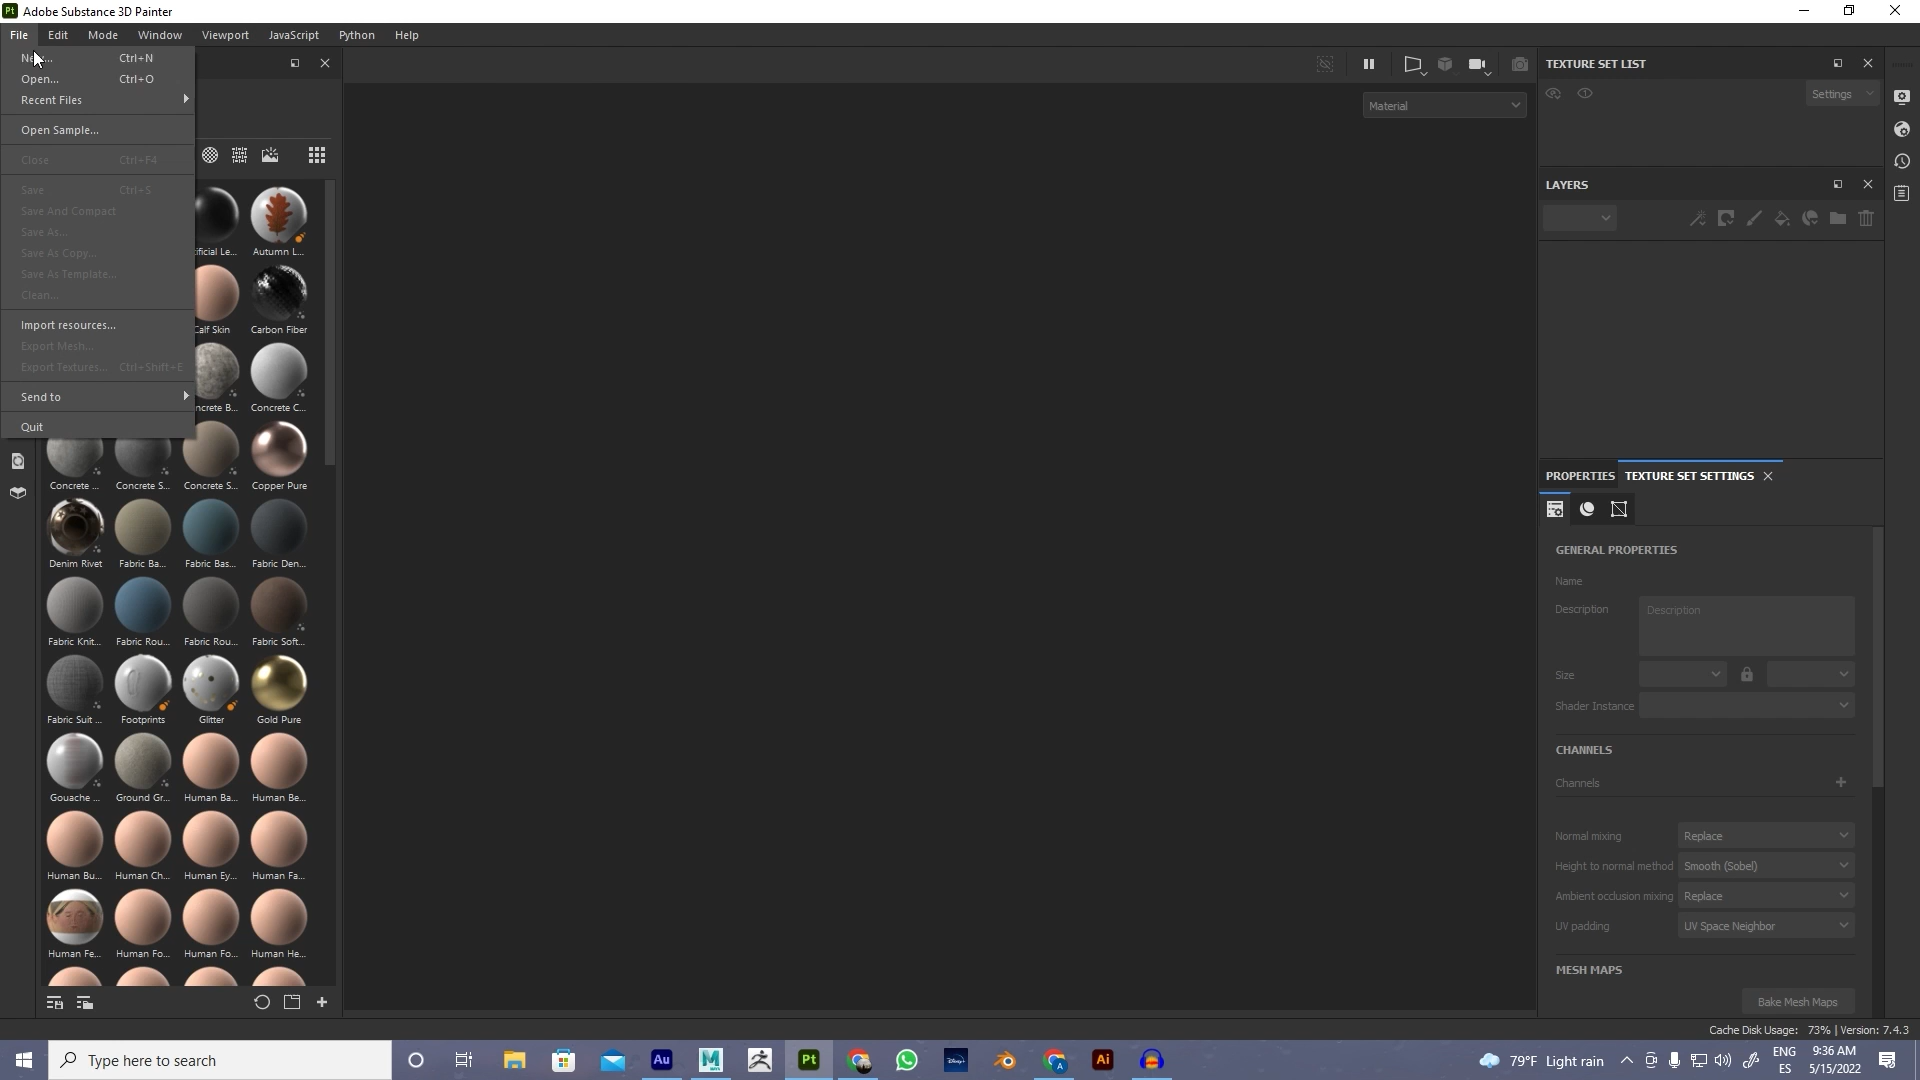 Pt Adobe Substance 3D Painter
File Edit Mode Window Viewport JavaScript Python Help
Ctrl+N
Open... Ctrl+O
Recent Files
Open Sample...
Close Ctrl+F4
Save Ctrl+S
Save And Compact
Save As...
Save As Copy...
Save As Template...
Clean...
Import resources...
Export Mesh...
Export Textures... Ctrl+Shift+E
Send to
Quit
ificial Le... Autumn L...
Calf Skin Carbon Fiber
ncrete B... Concrete C...
Concrete ... Concrete S... Concrete S... Copper Pure
Denim Rivet Fabric Ba... Fabric Bas... Fabric Den...
Fabric Knit... Fabric Rou... Fabric Rou... Fabric Soft...
Fabric Suit ... Footprints Glitter Gold Pure
Gouache ... Ground Gr... Human Ba... Human Be...
Human Bu... Human Ch... Human Ey... Human Fa...
Human Fe... Human Fo... Human Fo... Human He...
Material
TEXTURE SET LIST
Settings
LAYERS
PROPERTIES TEXTURE SET SETTINGS
GENERAL PROPERTIES
Name
Description Description
Size
Shader Instance
CHANNELS
Channels
Normal mixing Replace
Height to normal method Smooth (Sobel)
Ambient occlusion mixing Replace
UV padding UV Space Neighbor
MESH MAPS
Bake Mesh Maps
Cache Disk Usage: 73% | Version: 7.4.3
Type here to search
Au
Pt
Disney+
A
Ai
79°F Light rain
ENG
ES
9:36 AM
5/15/2022